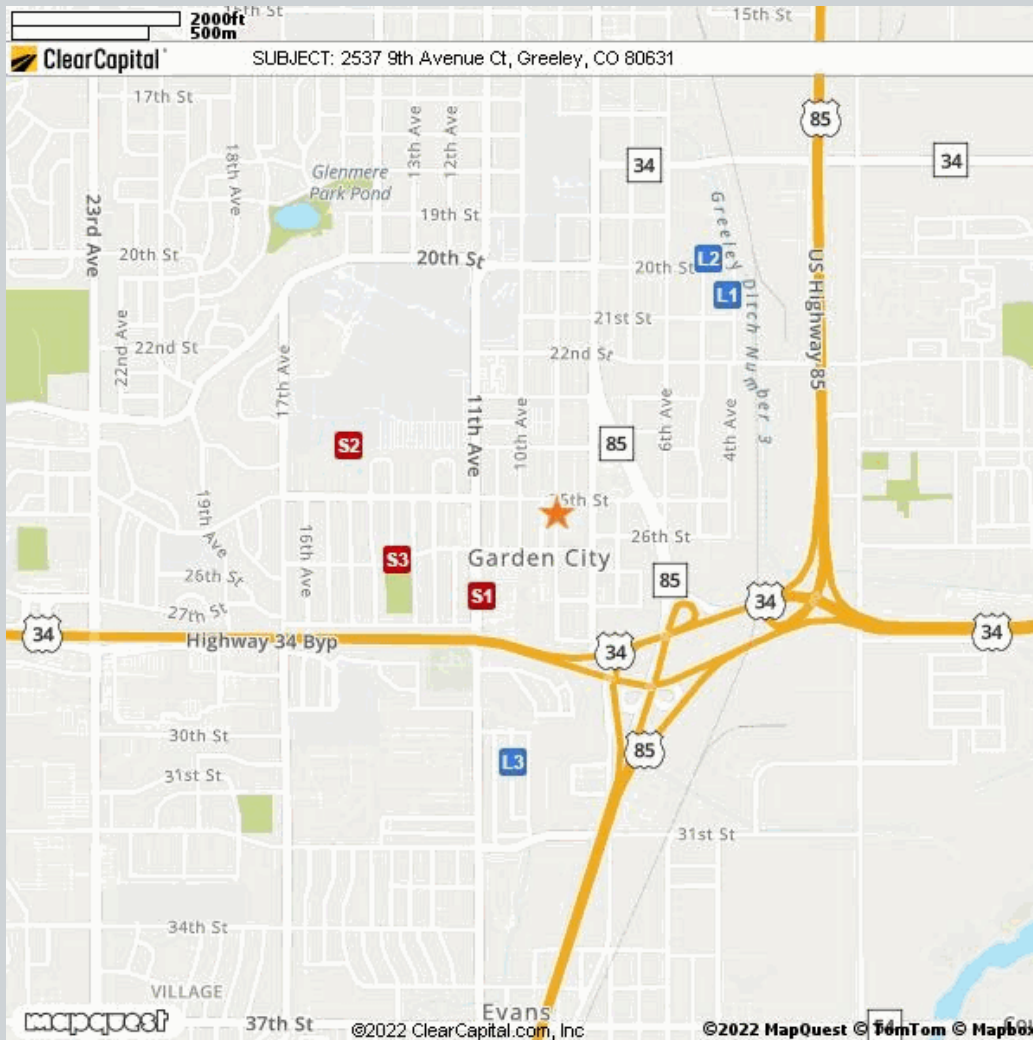 2000ft
500m
15th St
ClearCapital
SUBJECT: 2537 9th Avenue Ct, Greeley, CO 80631
17th St
18th Ave
13th Ave
12th Ave
85
34
34
Glenmere
Park Pond
23rd Ave
19th St
Greeley Ditch Number 3
20th St
20th St
20th St
L2
L1
US Highway 85
21st St
22nd Ave
22nd St
22nd St
17th Ave
11th Ave
10th Ave
6th Ave
4th Ave
S2
85
19th Ave
25th St
16th Ave
26th St
S3
Garden City
26th St
S1
85
34
27th St
34
Highway 34 Byp
34
34
30th St
85
L3
31st St
31st St
34th St
VILLAGE
Evans
mapquest
37th St
©2022 ClearCapital.com, Inc
©2022 MapQuest © TomTom © Mapbox